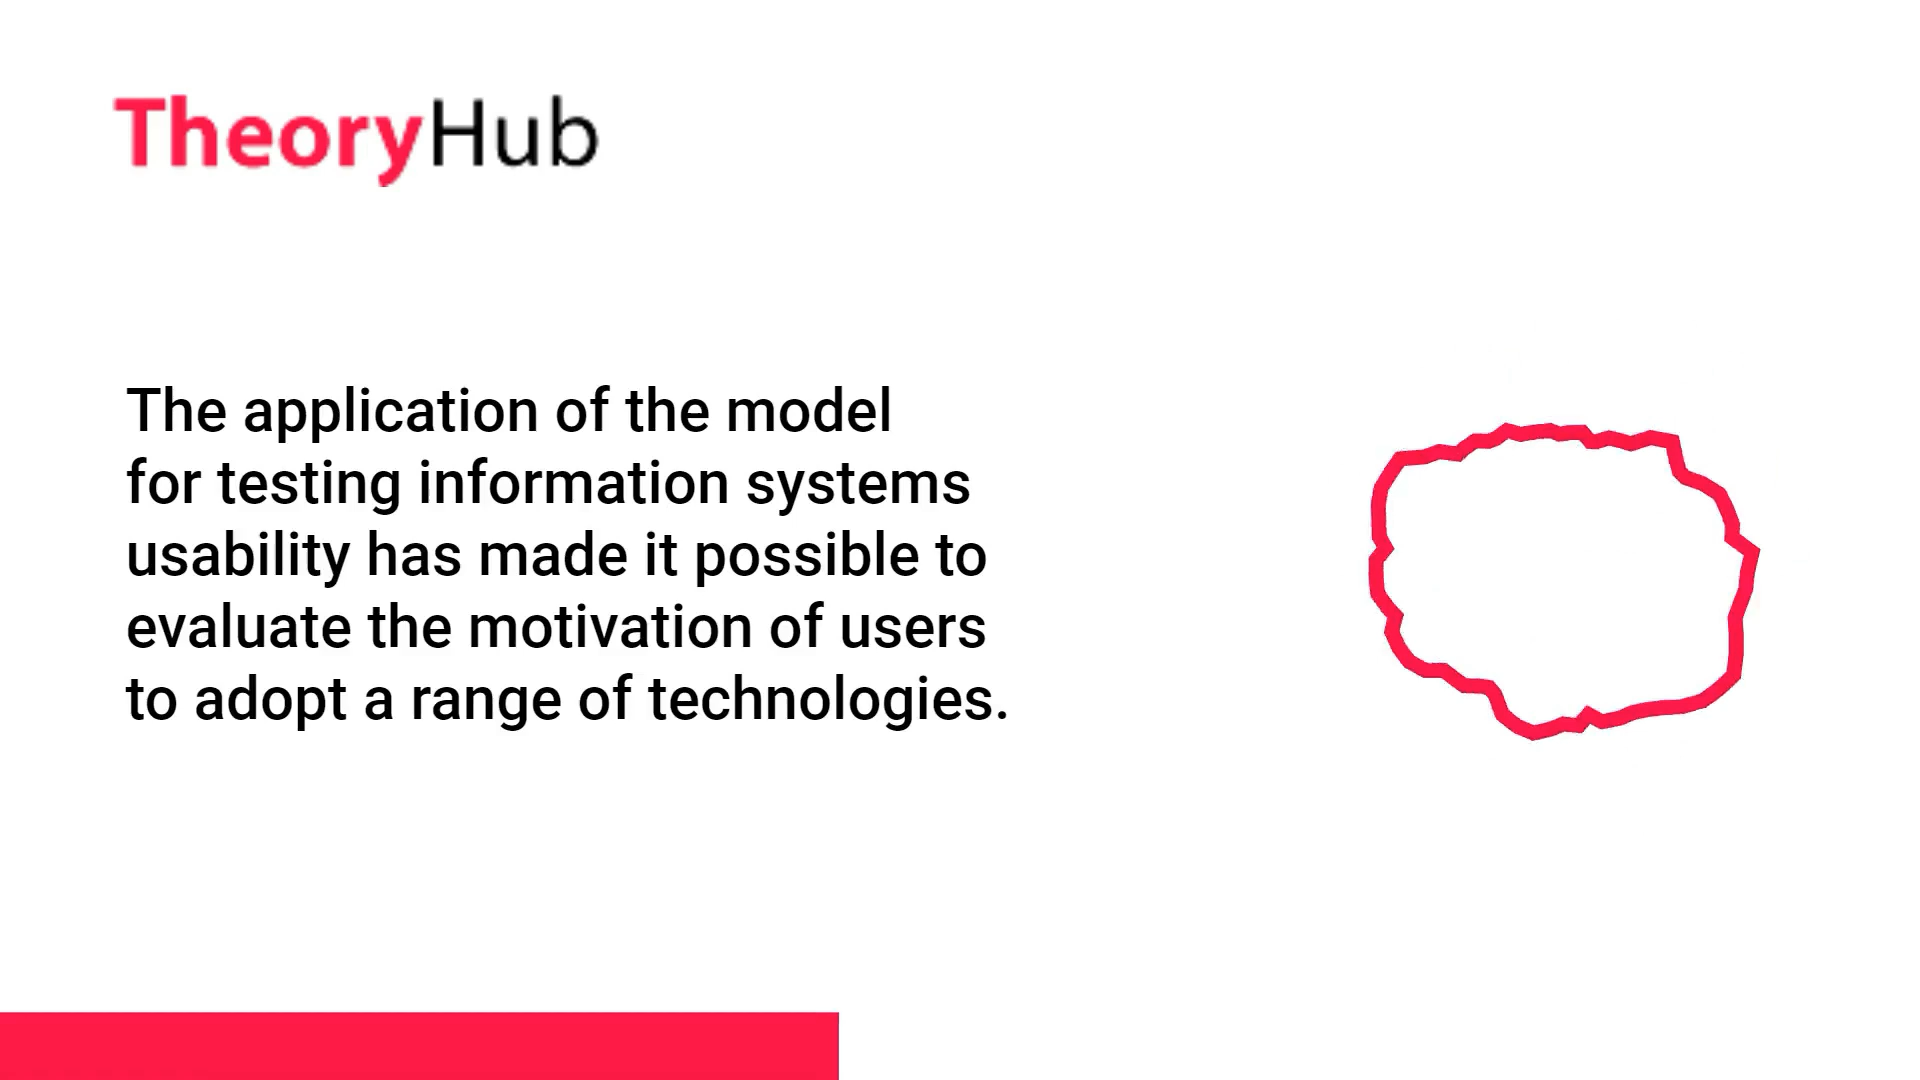 TheoryHub
The application of the model
for testing information systems
usability has made it possible to
evaluate the motivation of users
to adopt a range of technologies.